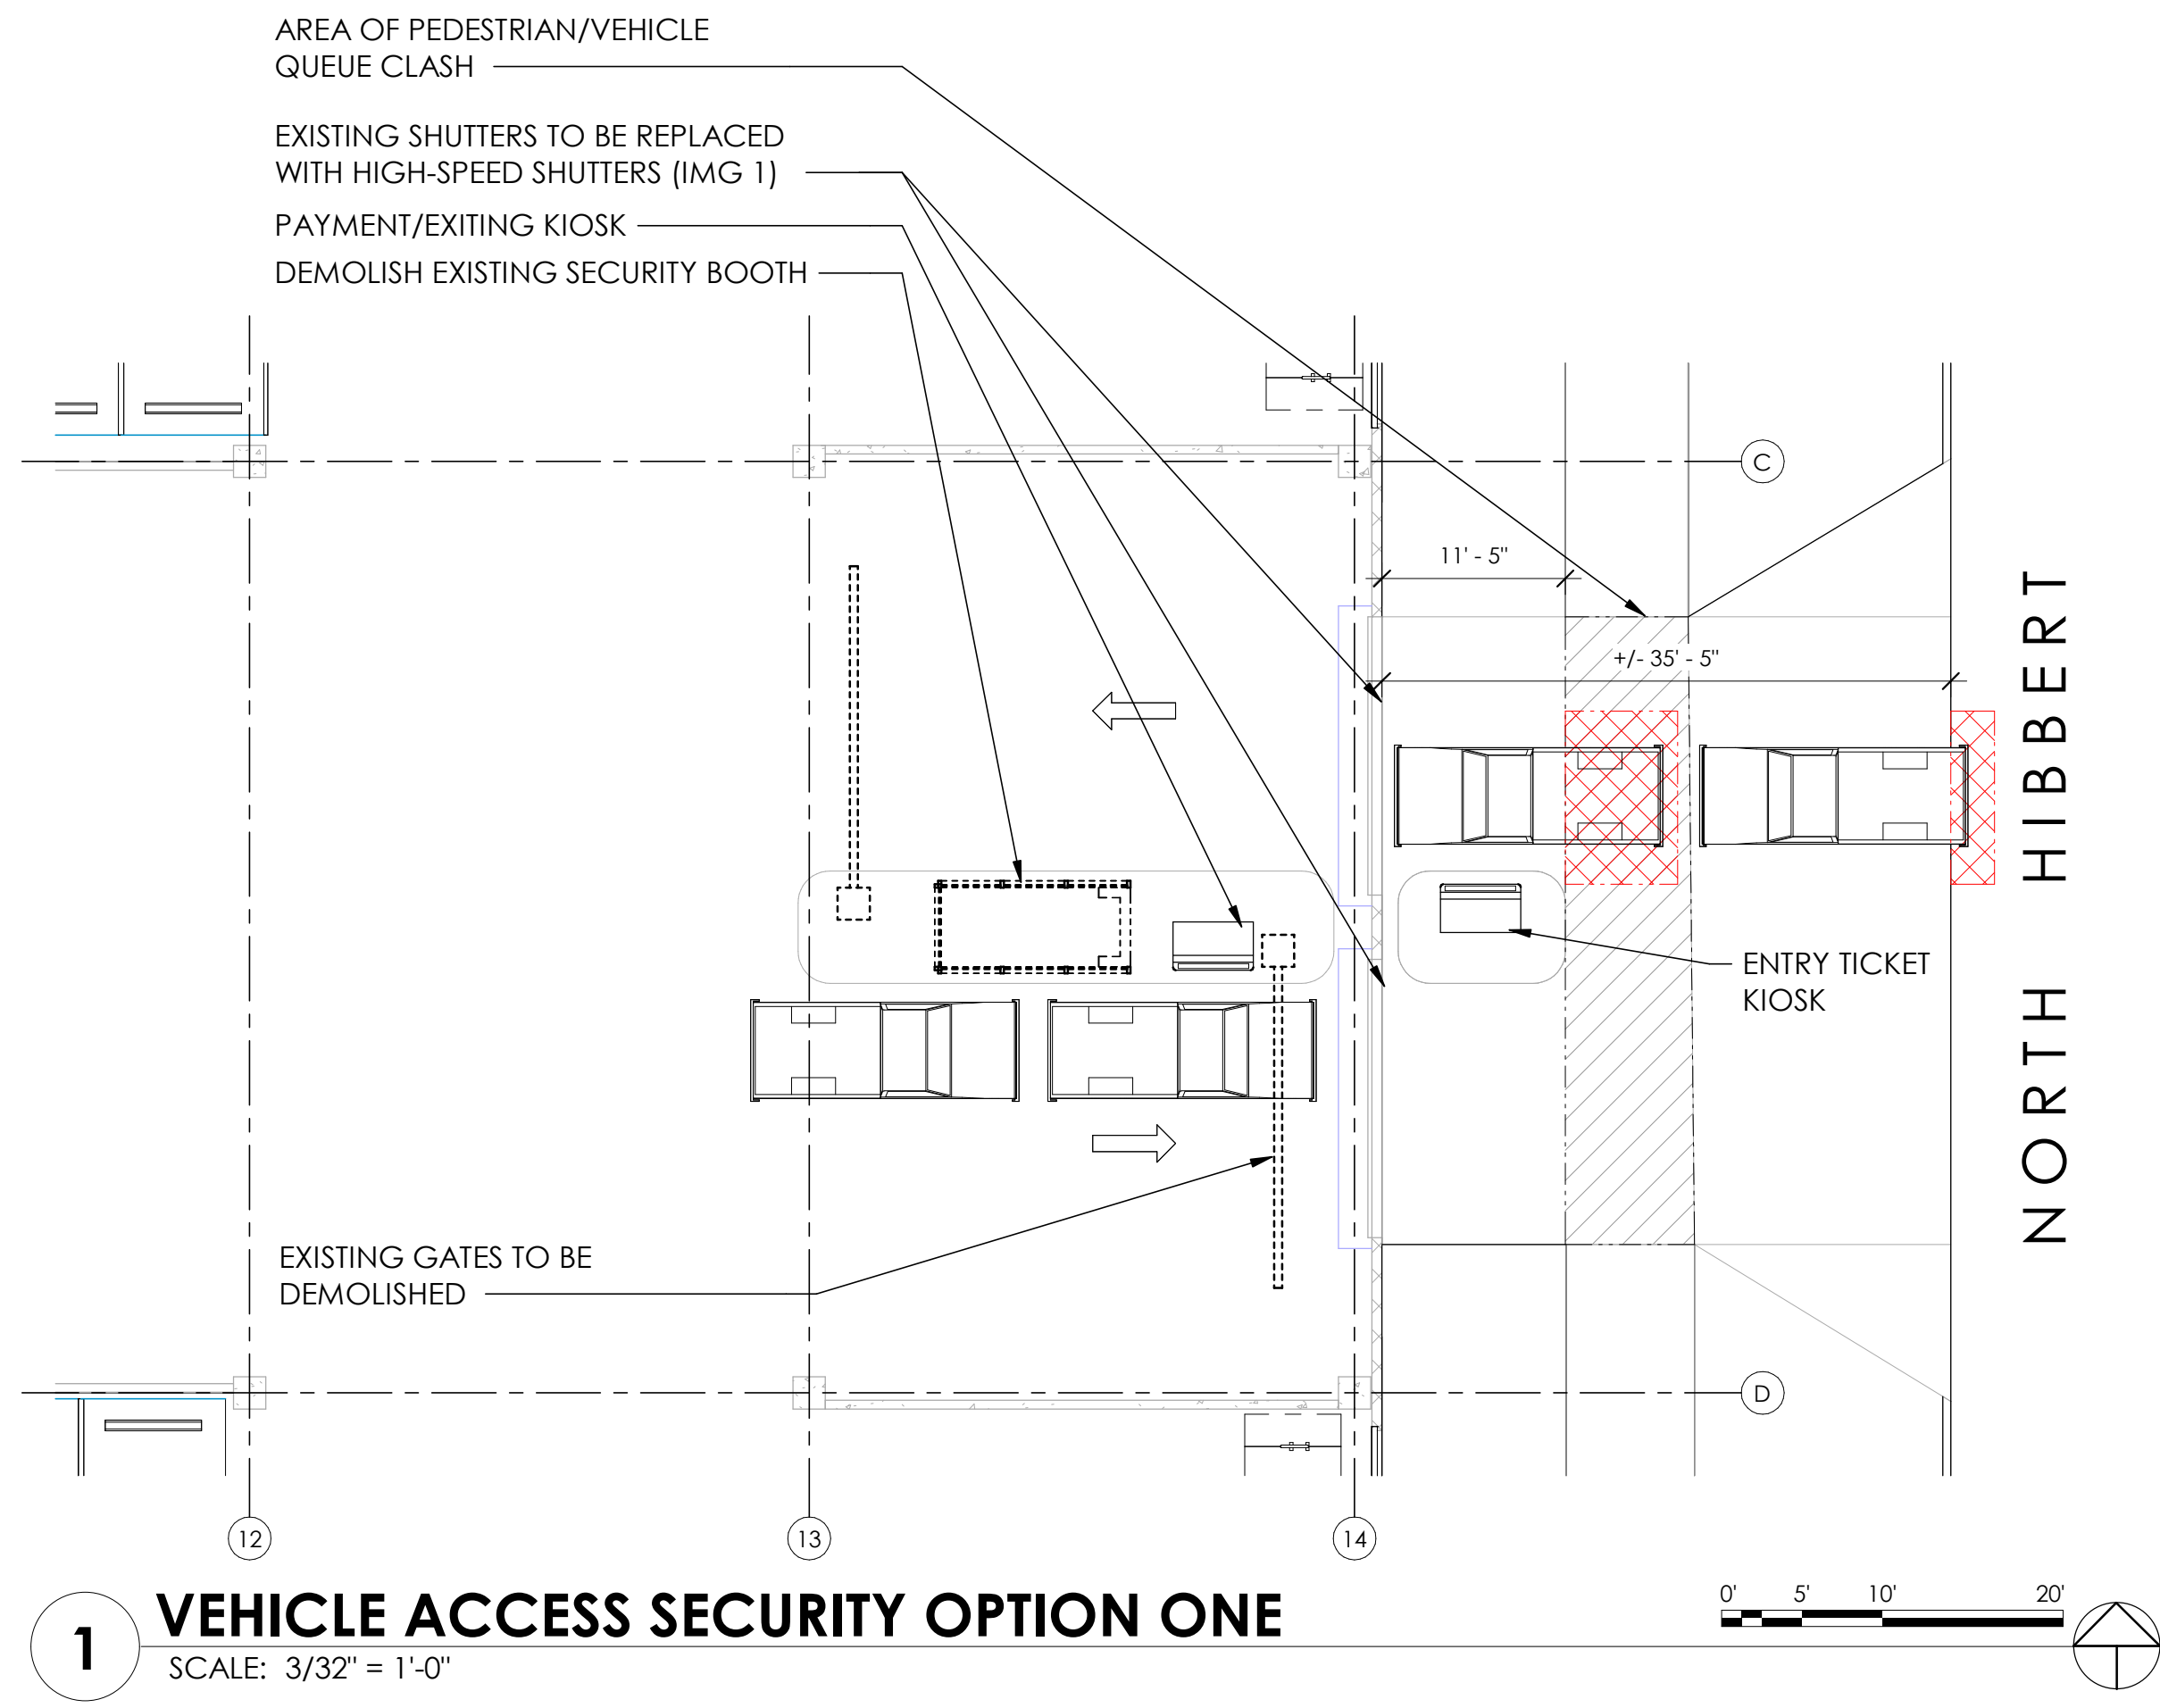 AREA OF PEDESTRIAN/VEHICLE
QUEUE CLASH
EXISTING SHUTTERS TO BE REPLACED
WITH HIGH-SPEED SHUTTERS (IMG 1)
PAYMENT/EXITING KIOSK
DEMOLISH EXISTING SECURITY BOOTH
C
11' - 5"
+/- 35' - 5"
NORTH HIBBERT
ENTRY TICKET
KIOSK
EXISTING GATES TO BE
DEMOLISHED
D
12
13
14
1
VEHICLE ACCESS SECURITY OPTION ONE
SCALE: 3/32" = 1'-0"
0' 5' 10' 20'